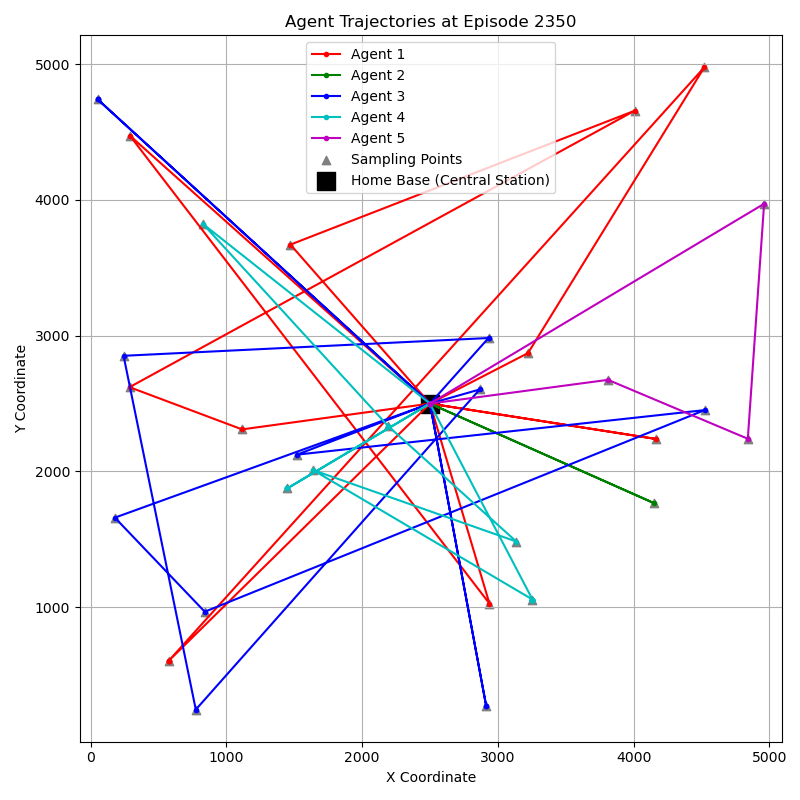 Agent Trajectories at Episode 2350
Agent 1
Agent 2
Agent 3
Agent 4
Agent 5
Sampling Points
Home Base (Central Station)
Y Coordinate
5000
4000
3000
2000
1000
0 1000 2000 3000 4000 5000
X Coordinate